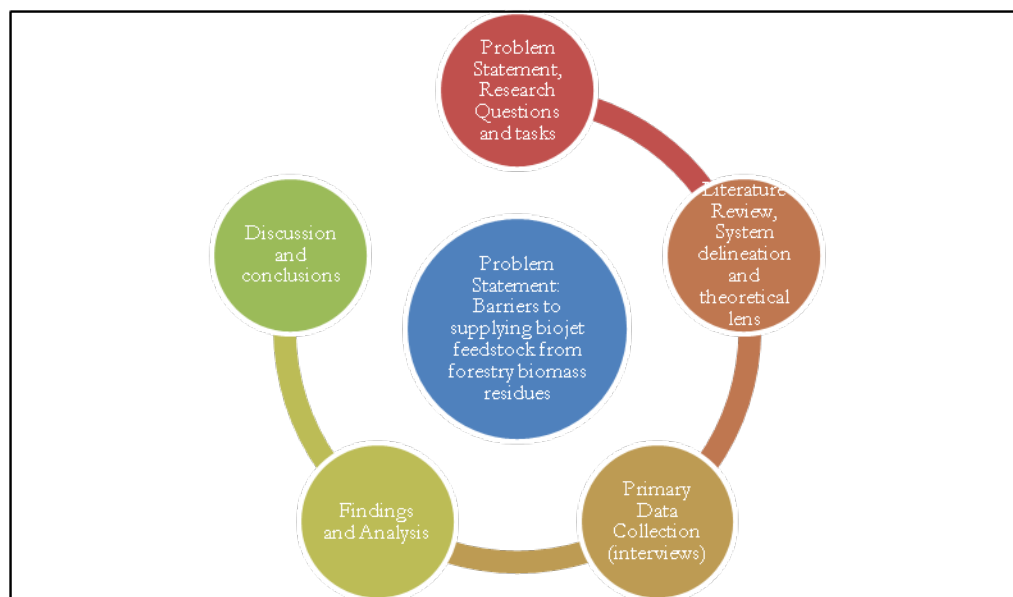 Problem
Statement,
Research
Questions
and tasks
Literature
Review,
System
delineation
and
theoretical
lens
Primary
Data
Collection
(interviews)
Findings
and Analysis
Discussion
and
conclusions
Problem
Statement:
Barriers to
supplying biojet
feedstock from
forestry biomass
residues